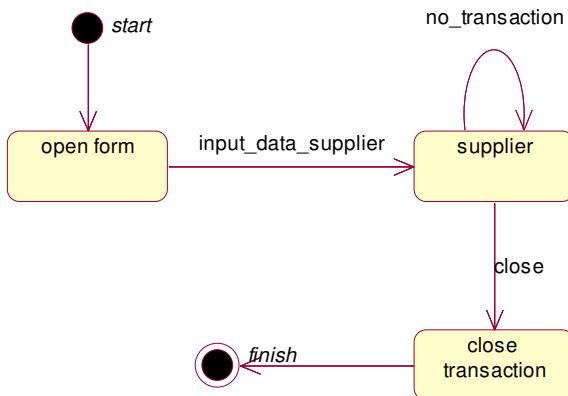 start
no_transaction
open form
input_data_supplier
supplier
close
finish
close
transaction